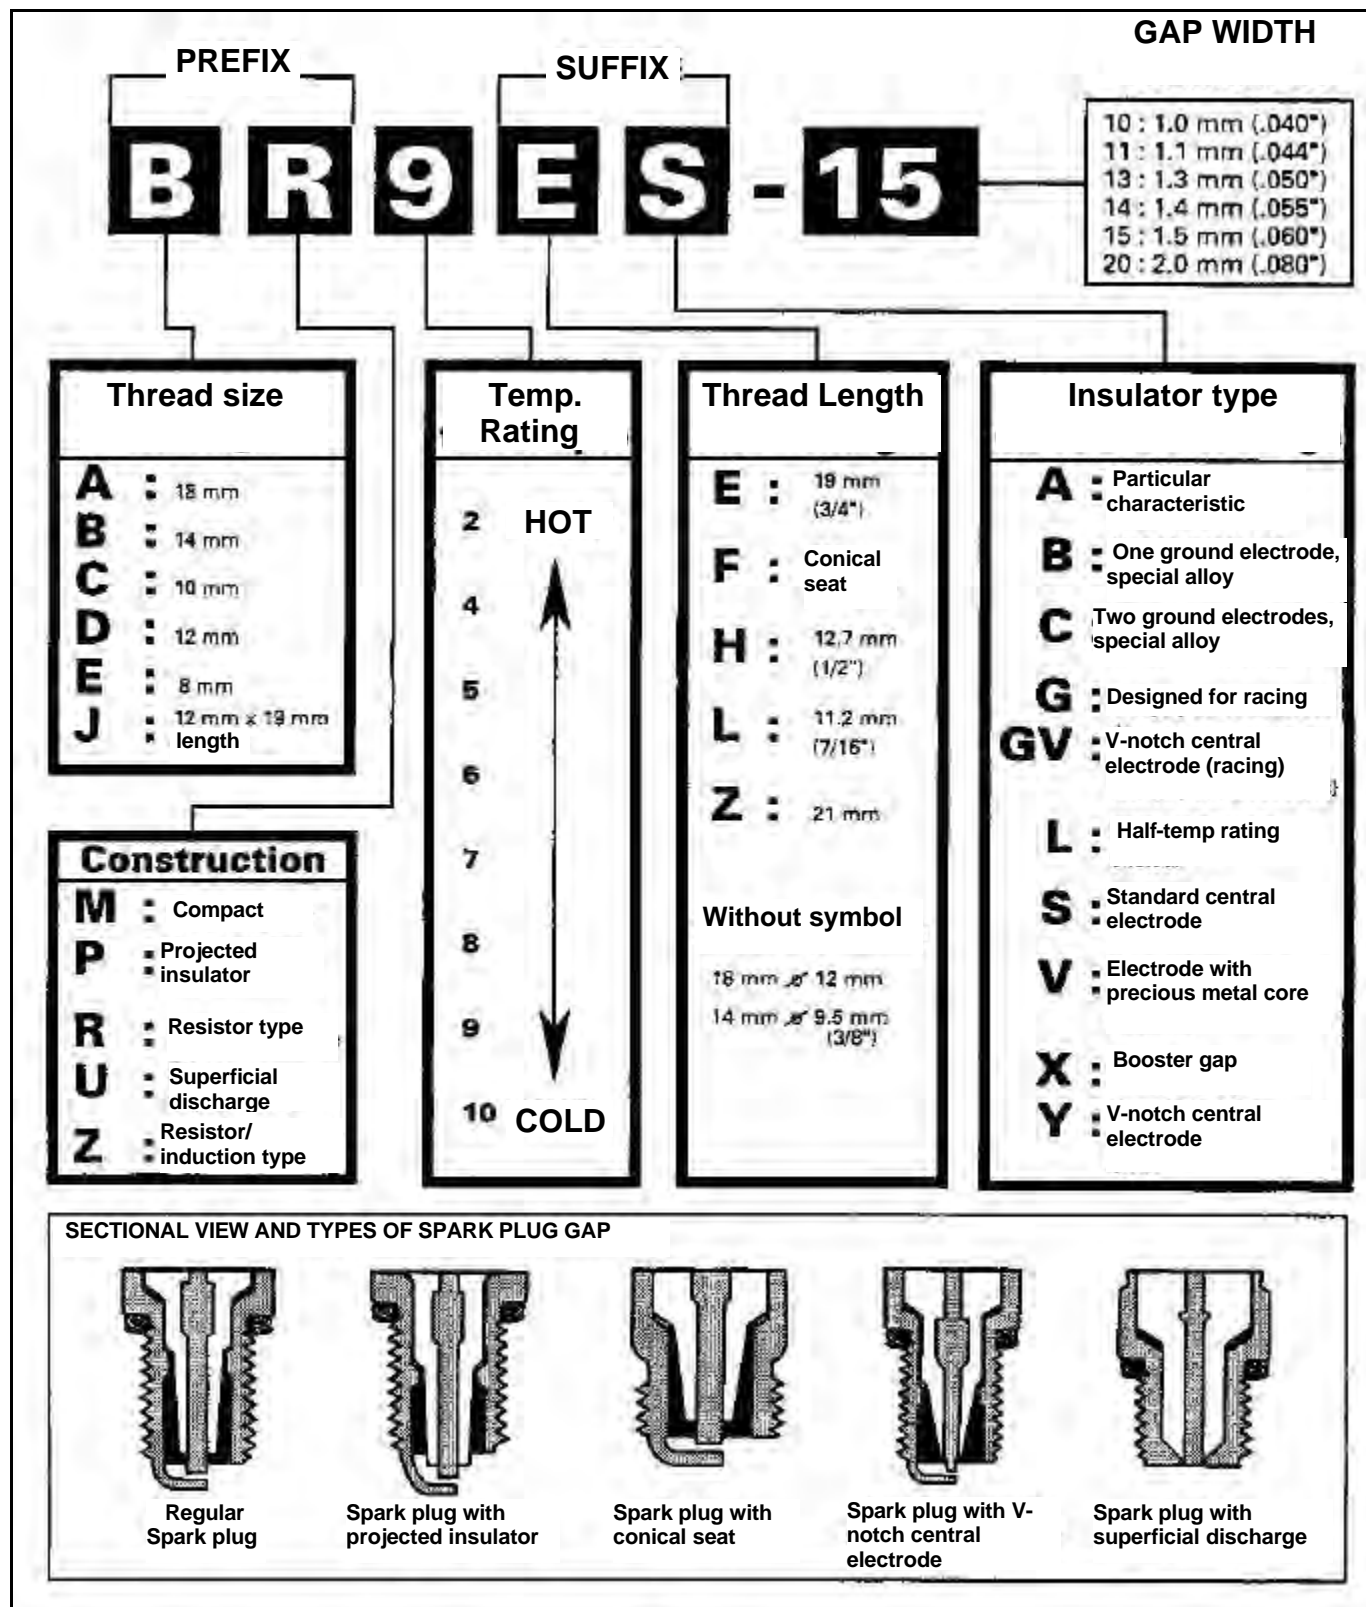 GAP WIDTH
PREFIX
SUFFIX
B R 9 E S - 15
10 : 1.0 mm (.040")
11 : 1.1 mm (.044")
13 : 1.3 mm (.050")
14 : 1.4 mm (.055")
15 : 1.5 mm (.060")
20 : 2.0 mm (.080")
Thread size
A : 18 mm
B : 14 mm
C : 10 mm
D : 12 mm
E : 8 mm
J : 12 mm x 19 mm
length
Construction
M : Compact
P : Projected
insulator
R : Resistor type
U : Superficial
discharge
Z : Resistor/
induction type
Temp.
Rating
2 HOT
4
5
6
7
8
9
10 COLD
Thread Length
E : 19 mm
(3/4")
F : Conical
seat
H : 12,7 mm
(1/2")
L : 11.2 mm
(7/16")
Z : 21 mm
Without symbol
18 mm ø 12 mm
14 mm ø 9.5 mm
(3/8")
Insulator type
A : Particular
characteristic
B : One ground electrode,
special alloy
C Two ground electrodes,
special alloy
G : Designed for racing
GV : V-notch central
electrode (racing)
L : Half-temp rating
S : Standard central
electrode
V : Electrode with
precious metal core
X : Booster gap
Y : V-notch central
electrode
SECTIONAL VIEW AND TYPES OF SPARK PLUG GAP
Regular
Spark plug
Spark plug with
projected insulator
Spark plug with
conical seat
Spark plug with V-
notch central
electrode
Spark plug with
superficial discharge